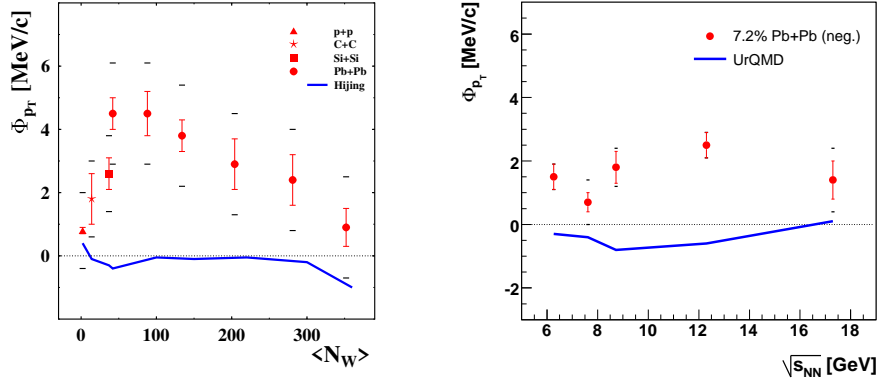 Φ_{p_T} [MeV/c]
6
4
2
0
p+p
C+C
Si+Si
Pb+Pb
Hijing
0 100 200 300
<N_W>
Φ_{p_T} [MeV/c]
6
4
2
0
-2
7.2% Pb+Pb (neg.)
UrQMD
6 8 10 12 14 16 18
√s_{NN} [GeV]